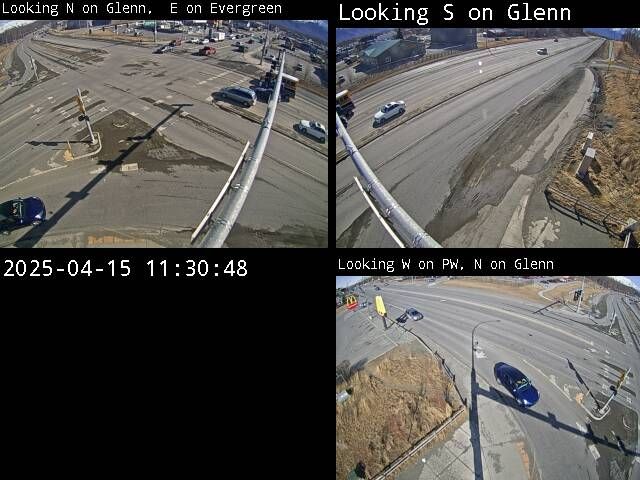 Looking N on Glenn,  E on Evergreen
Looking S on Glenn
2025-04-15 11:30:48
Looking W on PW, N on Glenn